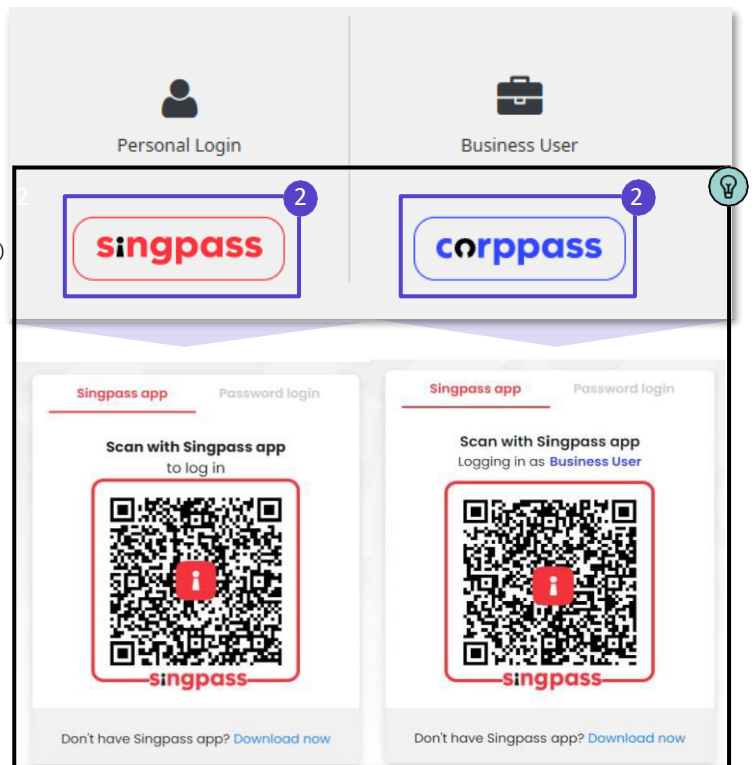 Personal Login
Business User
2
2
2
singpass
corppass
Singpass app
Password login
Scan with Singpass app
to log in
singpass
Don't have Singpass app? Download now
Singpass app
Password login
Scan with Singpass app
Logging in as Business User
singpass
Don't have Singpass app? Download now